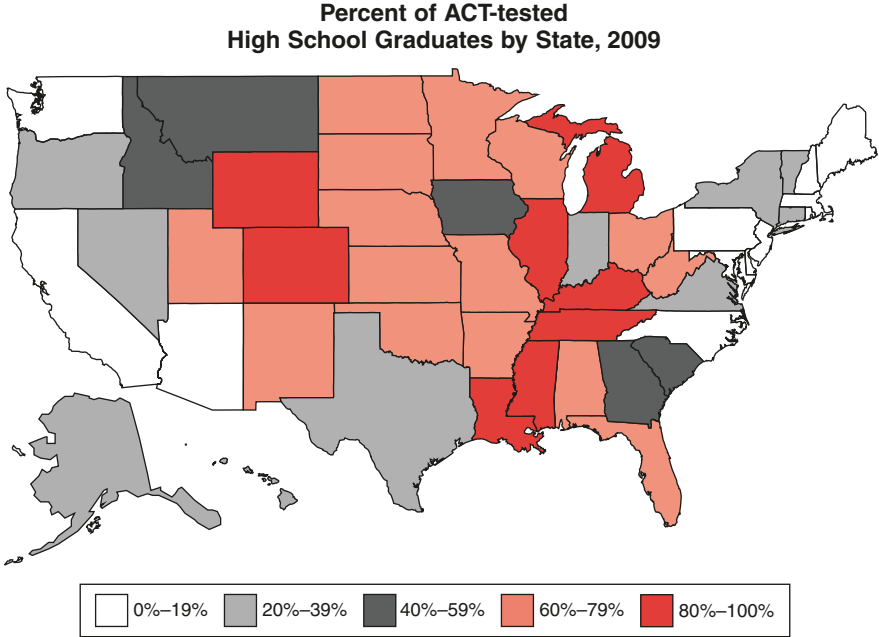 Percent of ACT-tested
High School Graduates by State, 2009
0%–19% 20%–39% 40%–59% 60%–79% 80%–100%